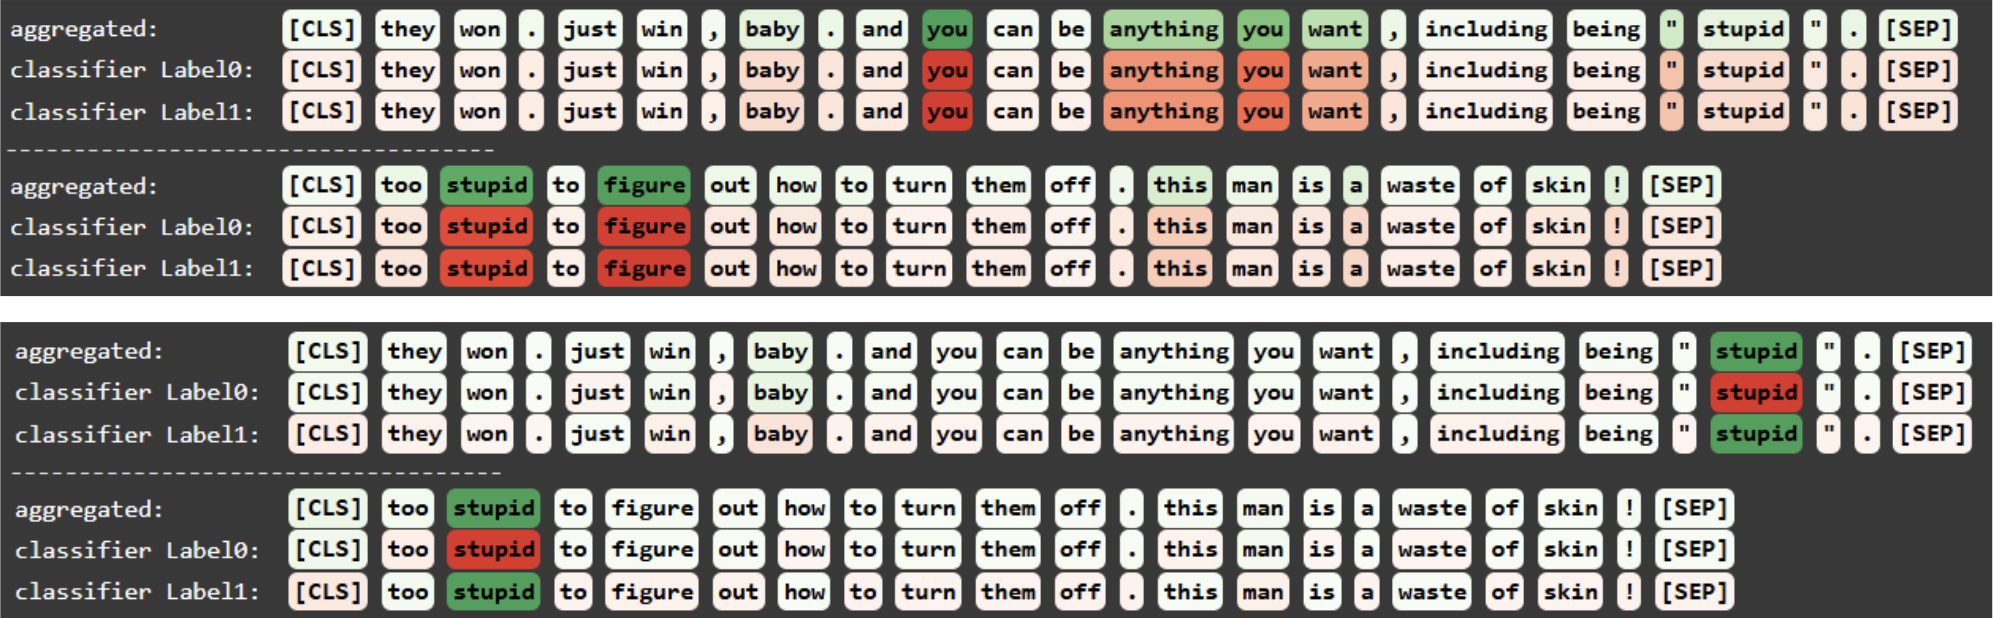 aggregated: [CLS] they won . just win , baby . and you can be anything you want , including being " stupid " . [SEP]
classifier Label0: [CLS] they won . just win , baby . and you can be anything you want , including being " stupid " . [SEP]
classifier Label1: [CLS] they won . just win , baby . and you can be anything you want , including being " stupid " . [SEP]
------------------------------------
aggregated: [CLS] too stupid to figure out how to turn them off . this man is a waste of skin ! [SEP]
classifier Label0: [CLS] too stupid to figure out how to turn them off . this man is a waste of skin ! [SEP]
classifier Label1: [CLS] too stupid to figure out how to turn them off . this man is a waste of skin ! [SEP]
aggregated: [CLS] they won . just win , baby . and you can be anything you want , including being " stupid " . [SEP]
classifier Label0: [CLS] they won . just win , baby . and you can be anything you want , including being " stupid " . [SEP]
classifier Label1: [CLS] they won . just win , baby . and you can be anything you want , including being " stupid " . [SEP]
------------------------------------
aggregated: [CLS] too stupid to figure out how to turn them off . this man is a waste of skin ! [SEP]
classifier Label0: [CLS] too stupid to figure out how to turn them off . this man is a waste of skin ! [SEP]
classifier Label1: [CLS] too stupid to figure out how to turn them off . this man is a waste of skin ! [SEP]